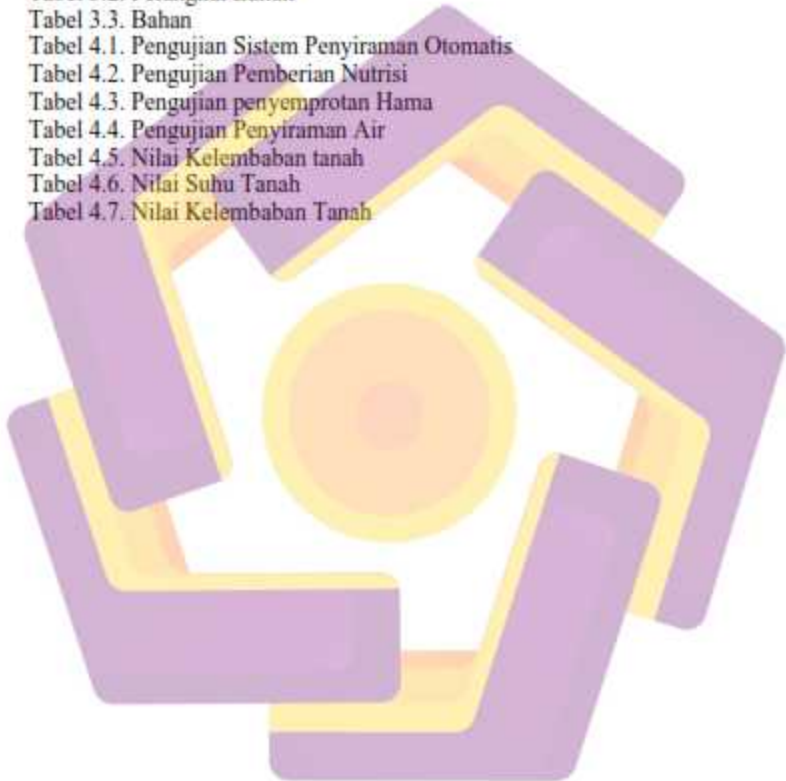 Tabel 3.3. Bahan
Tabel 4.1. Pengujian Sistem Penyiraman Otomatis
Tabel 4.2. Pengujian Pemberian Nutrisi
Tabel 4.3. Pengujian penyemprotan Hama
Tabel 4.4. Pengujian Penyiraman Air
Tabel 4.5. Nilai Kelembaban tanah
Tabel 4.6. Nilai Suhu Tanah
Tabel 4.7. Nilai Kelembaban Tanah